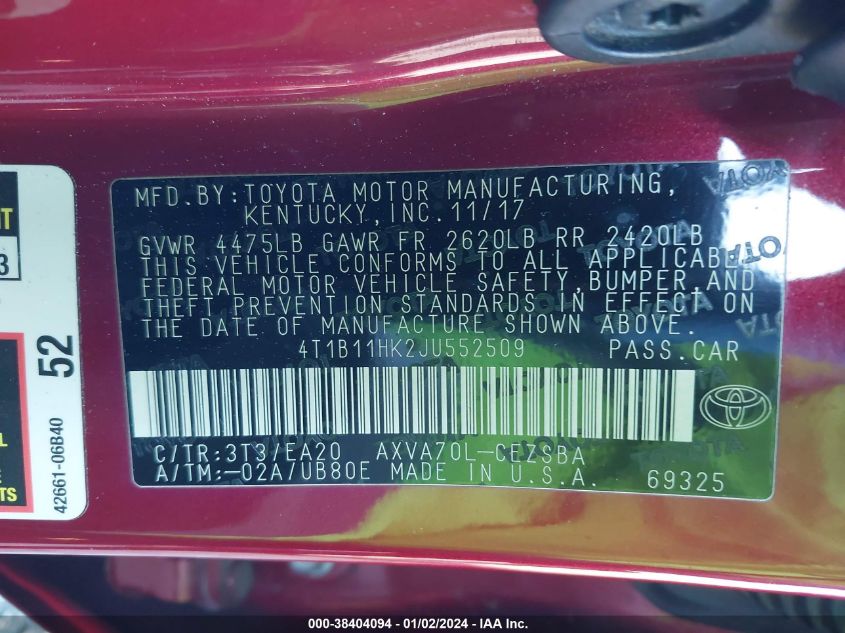 MFD.BY:TOYOTA MOTOR MANUFACTURING,
KENTUCKY,INC.11/17
GVWR 4475LB GAWR FR 2620LB RR 2420LB
THIS VEHICLE CONFORMS TO ALL APPLICABLE
FEDERAL MOTOR VEHICLE SAFETY,BUMPER,AND
THEFT PREVENTION STANDARDS IN EFFECT ON
THE DATE OF MANUFACTURE SHOWN ABOVE.
4T1B11HK2JU552509 PASS.CAR
C/TR:3T3/EA20 AXVA70L-CEZSBA
A/TM:-02A/UB80E MADE IN U.S.A. 69325
TOYOTA
52
42661-06B40
000-38404094 - 01/02/2024 - IAA Inc.